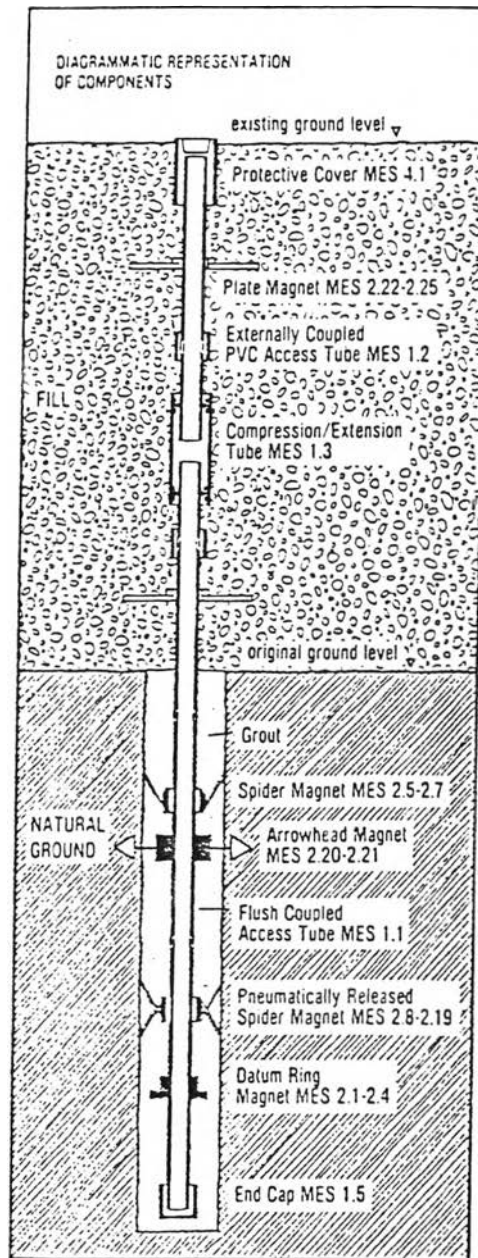 DIAGRAMMATIC REPRESENTATION
OF COMPONENTS
existing ground level
Protective Cover MES 4.1
Plate Magnet MES 2.22-2.25
Externally Coupled
PVC Access Tube MES 1.2
FILL
Compression/Extension
Tube MES 1.3
original ground level
Grout
Spider Magnet MES 2.5-2.7
NATURAL
GROUND
Arrowhead Magnet
MES 2.20-2.21
Flush Coupled
Access Tube MES 1.1
Pneumatically Released
Spider Magnet MES 2.8-2.19
Datum Ring
Magnet MES 2.1-2.4
End Cap MES 1.5